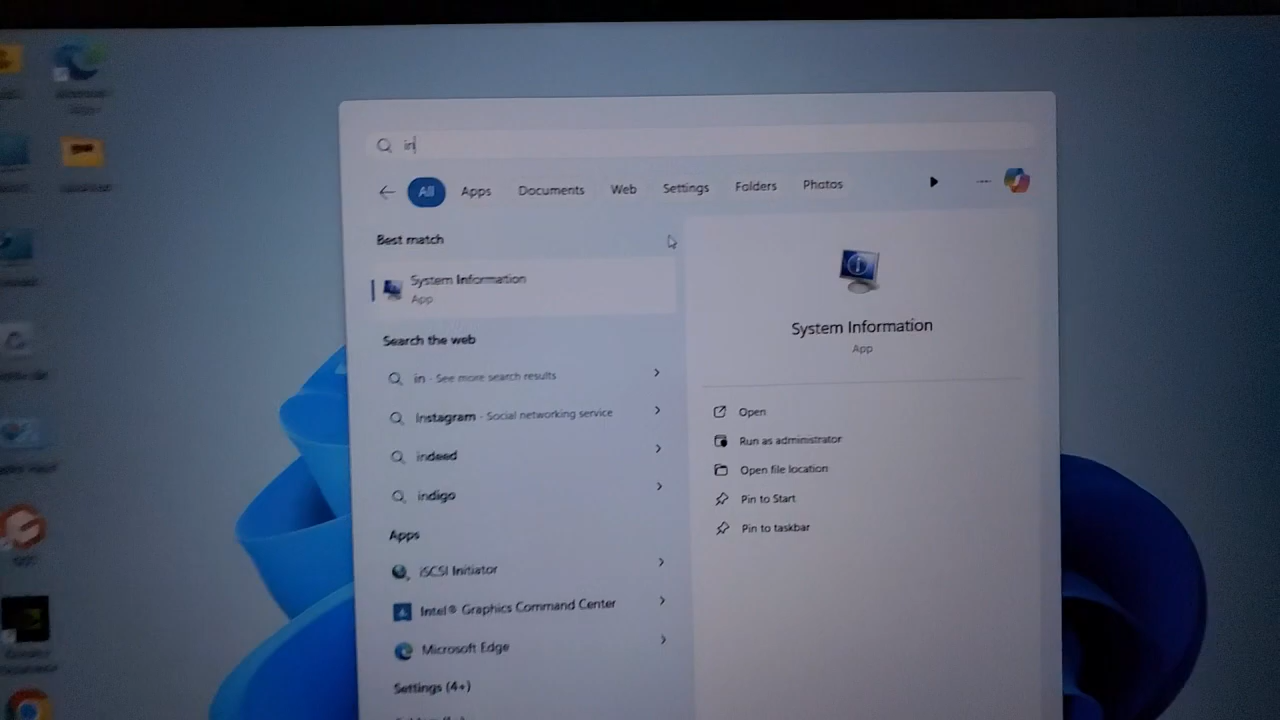 in
All Apps Documents Web Settings Folders Photos
Best match
System Information
App
Search the web
in - See more search results
Instagram - Social networking service
indeed
indigo
Apps
iSCSI Initiator
Intel® Graphics Command Center
Microsoft Edge
Settings (4+)
System Information
App
Open
Run as administrator
Open file location
Pin to Start
Pin to taskbar